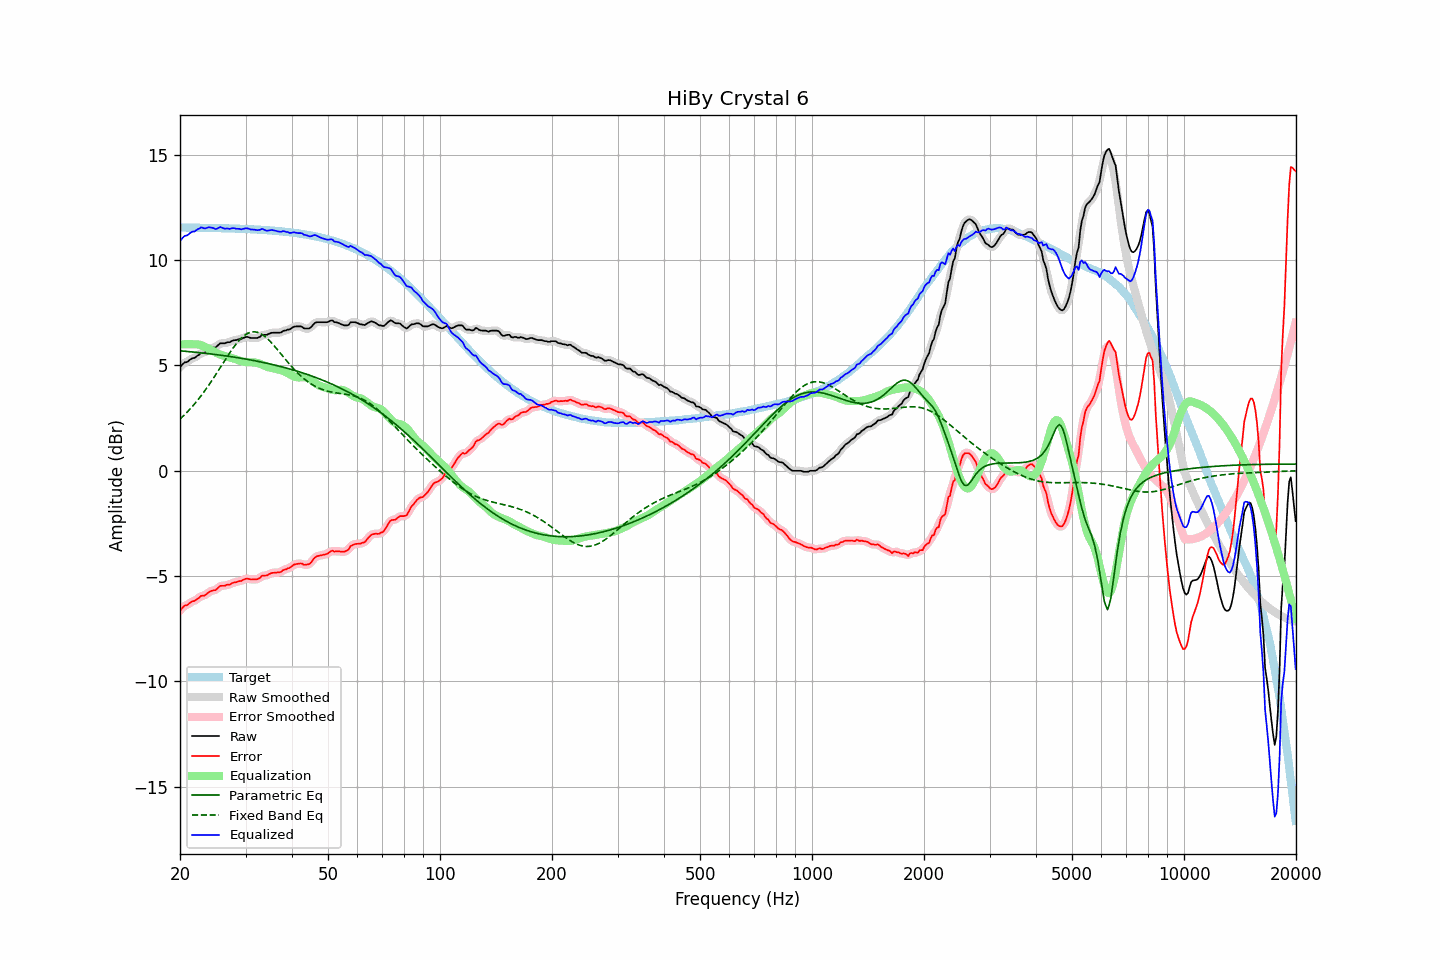 HiBy Crystal 6
Amplitude (dBr)
15
10
5
0
−5
−10
−15
Target
Raw Smoothed
Error Smoothed
Raw
Error
Equalization
Parametric Eq
Fixed Band Eq
Equalized
20 50 100 200 500 1000 2000 5000 10000 20000
Frequency (Hz)